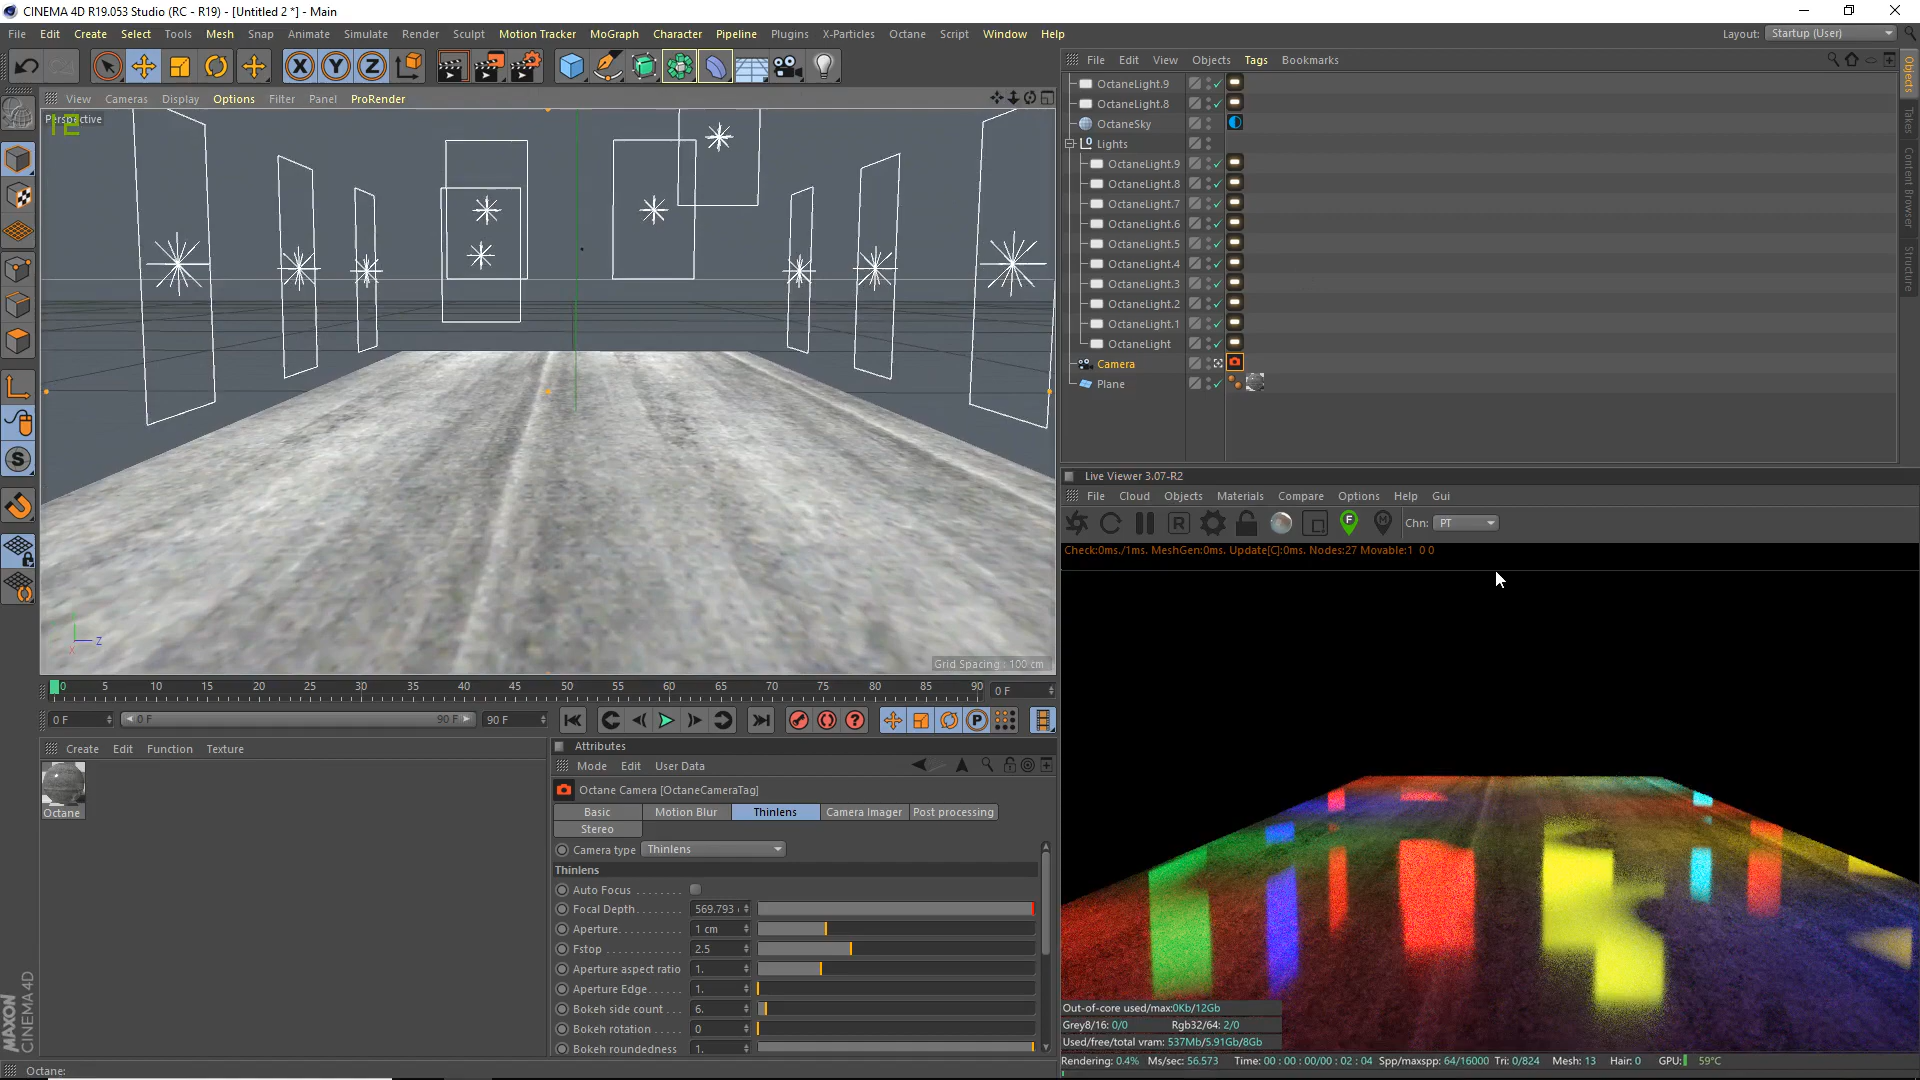 CINEMA 4D R19.053 Studio (RC - R19) - [Untitled 2 *] - Main
File Edit Create Select Tools Mesh Snap Animate Simulate Render Sculpt Motion Tracker MoGraph Character Pipeline Plugins X-Particles Octane Script Window Help
Layout: Startup (User)
X Y Z
File Edit View Objects Tags Bookmarks
View Cameras Display Options Filter Panel ProRender
Perspective
12
OctaneLight.9
OctaneLight.8
OctaneSky
Lights
OctaneLight.9
OctaneLight.8
OctaneLight.7
OctaneLight.6
OctaneLight.5
OctaneLight.4
OctaneLight.3
OctaneLight.2
OctaneLight.1
OctaneLight
Camera
Plane
Objects
Takes
Content Browser
Structure
S
Z
X
Grid Spacing : 100 cm
Live Viewer 3.07-R2
File Cloud Objects Materials Compare Options Help Gui
R F M Chn: PT
Check:0ms./1ms. MeshGen:0ms. Update[C]:0ms. Nodes:27 Movable:1 0 0
0 5 10 15 20 25 30 35 40 45 50 55 60 65 70 75 80 85 90 0 F
0 F 0 F 90 F 90 F
P
Create Edit Function Texture
Octane
Attributes
Mode Edit User Data
Octane Camera [OctaneCameraTag]
Basic Motion Blur Thinlens Camera Imager Post processing
Stereo
Camera type Thinlens
Thinlens
Auto Focus
Focal Depth 569.793
Aperture 1 cm
Fstop 2.5
Aperture aspect ratio 1.
Aperture Edge 1.
Bokeh side count 6.
Bokeh rotation 0
Bokeh roundedness 1.
Out-of-core used/max:0Kb/12Gb
Grey8/16: 0/0 Rgb32/64: 2/0
Used/free/total vram: 537Mb/5.91Gb/8Gb
Rendering: 0.4% Ms/sec: 56.573 Time: 00 : 00 : 00/00 : 02 : 04 Spp/maxspp: 64/16000 Tri: 0/824 Mesh: 13 Hair: 0 GPU: 59°C
MAXON
CINEMA 4D
Octane: